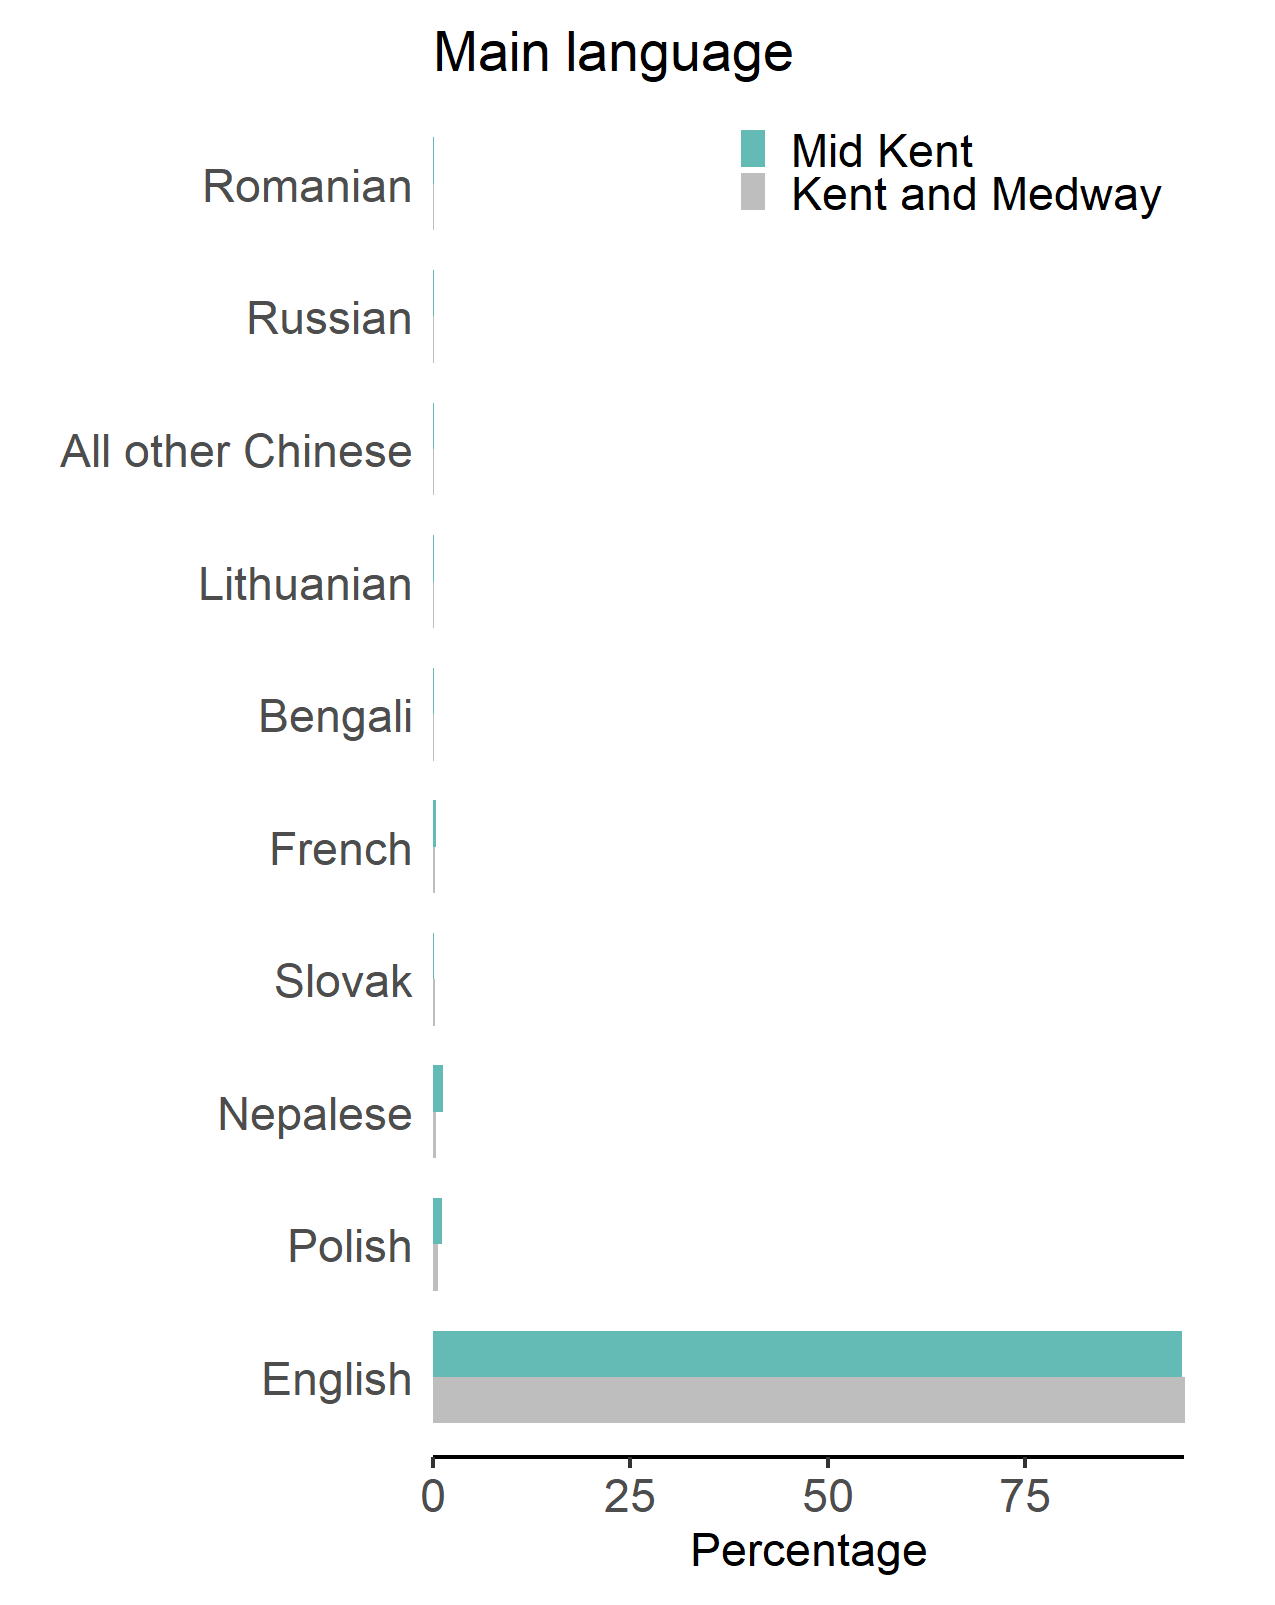 Main language
Mid Kent
Kent and Medway
Romanian
Russian
All other Chinese
Lithuanian
Bengali
French
Slovak
Nepalese
Polish
English
0 25 50 75
Percentage